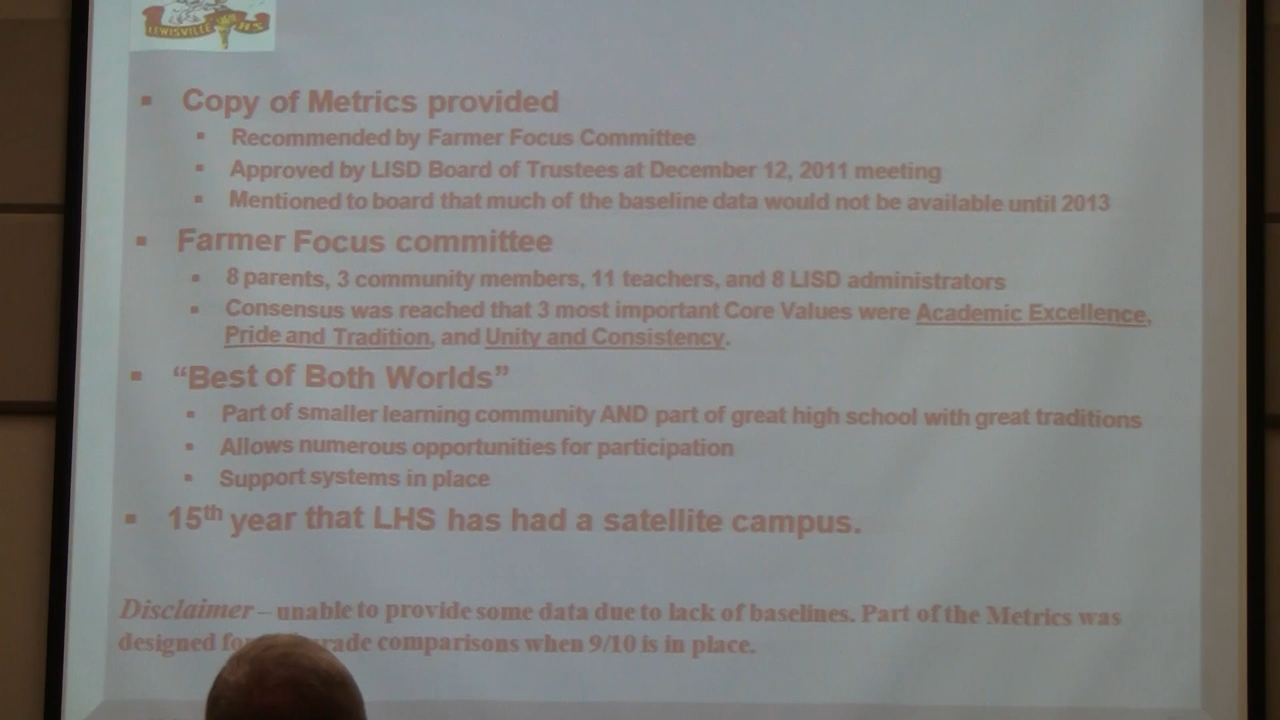 LEWISVILLE HS
▪ Copy of Metrics provided
▪ Recommended by Farmer Focus Committee
▪ Approved by LISD Board of Trustees at December 12, 2011 meeting
▪ Mentioned to board that much of the baseline data would not be available until 2013
▪ Farmer Focus committee
▪ 8 parents, 3 community members, 11 teachers, and 8 LISD administrators
▪ Consensus was reached that 3 most important Core Values were Academic Excellence,
Pride and Tradition, and Unity and Consistency.
▪ “Best of Both Worlds”
▪ Part of smaller learning community AND part of great high school with great traditions
▪ Allows numerous opportunities for participation
▪ Support systems in place
▪ 15th year that LHS has had a satellite campus.
Disclaimer – unable to provide some data due to lack of baselines. Part of the Metrics was
designed comparisons when 9/10 is in place.